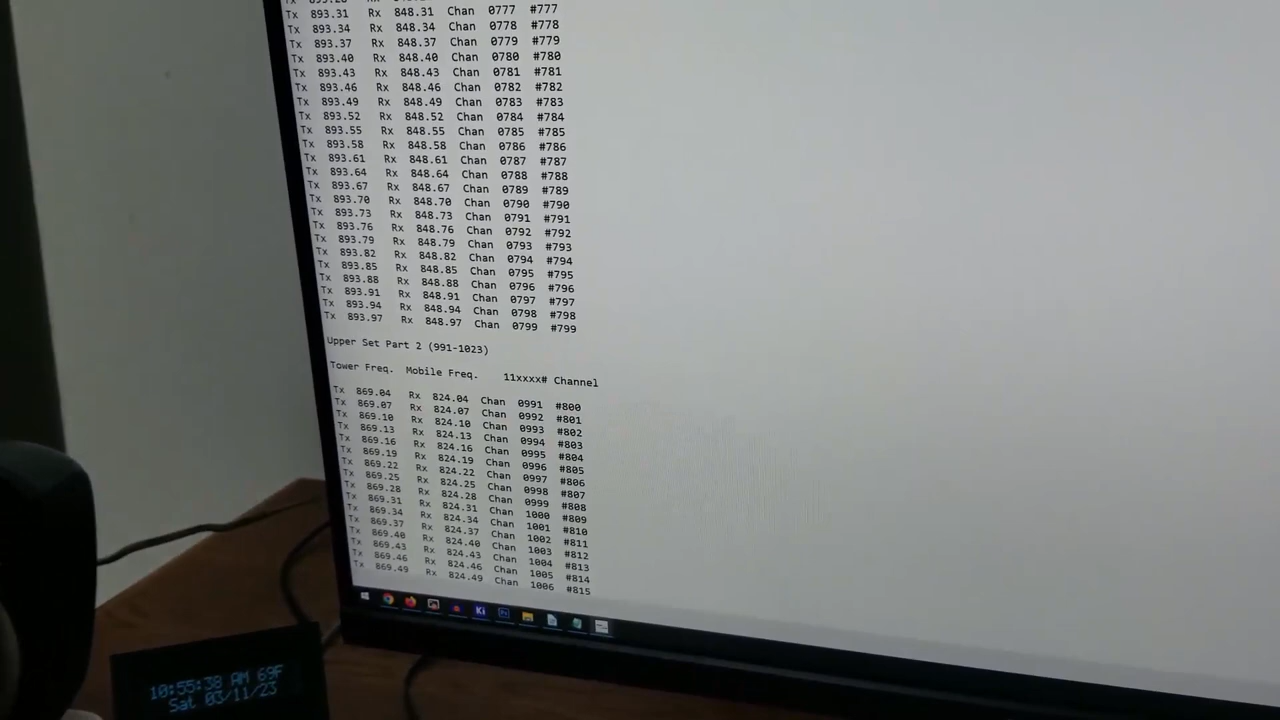 Tx 893.31 Rx 848.31 Chan 0777 #777
Tx 893.34 Rx 848.34 Chan 0778 #778
Tx 893.37 Rx 848.37 Chan 0779 #779
Tx 893.40 Rx 848.40 Chan 0780 #780
Tx 893.43 Rx 848.43 Chan 0781 #781
Tx 893.46 Rx 848.46 Chan 0782 #782
Tx 893.49 Rx 848.49 Chan 0783 #783
Tx 893.52 Rx 848.52 Chan 0784 #784
Tx 893.55 Rx 848.55 Chan 0785 #785
Tx 893.58 Rx 848.58 Chan 0786 #786
Tx 893.61 Rx 848.61 Chan 0787 #787
Tx 893.64 Rx 848.64 Chan 0788 #788
Tx 893.67 Rx 848.67 Chan 0789 #789
Tx 893.70 Rx 848.70 Chan 0790 #790
Tx 893.73 Rx 848.73 Chan 0791 #791
Tx 893.76 Rx 848.76 Chan 0792 #792
Tx 893.79 Rx 848.79 Chan 0793 #793
Tx 893.82 Rx 848.82 Chan 0794 #794
Tx 893.85 Rx 848.85 Chan 0795 #795
Tx 893.88 Rx 848.88 Chan 0796 #796
Tx 893.91 Rx 848.91 Chan 0797 #797
Tx 893.94 Rx 848.94 Chan 0798 #798
Tx 893.97 Rx 848.97 Chan 0799 #799
Upper Set Part 2 (991-1023)
Tower Freq. Mobile Freq. 11xxxx# Channel
Tx 869.04 Rx 824.04 Chan 0991 #800
Tx 869.07 Rx 824.07 Chan 0992 #801
Tx 869.10 Rx 824.10 Chan 0993 #802
Tx 869.13 Rx 824.13 Chan 0994 #803
Tx 869.16 Rx 824.16 Chan 0995 #804
Tx 869.19 Rx 824.19 Chan 0996 #805
Tx 869.22 Rx 824.22 Chan 0997 #806
Tx 869.25 Rx 824.25 Chan 0998 #807
Tx 869.28 Rx 824.28 Chan 0999 #808
Tx 869.31 Rx 824.31 Chan 1000 #809
Tx 869.34 Rx 824.34 Chan 1001 #810
Tx 869.37 Rx 824.37 Chan 1002 #811
Tx 869.40 Rx 824.40 Chan 1003 #812
Tx 869.43 Rx 824.43 Chan 1004 #813
Tx 869.46 Rx 824.46 Chan 1005 #814
Tx 869.49 Rx 824.49 Chan 1006 #815
Ki
10:55:38 AM 69F
Sat 03/11/23